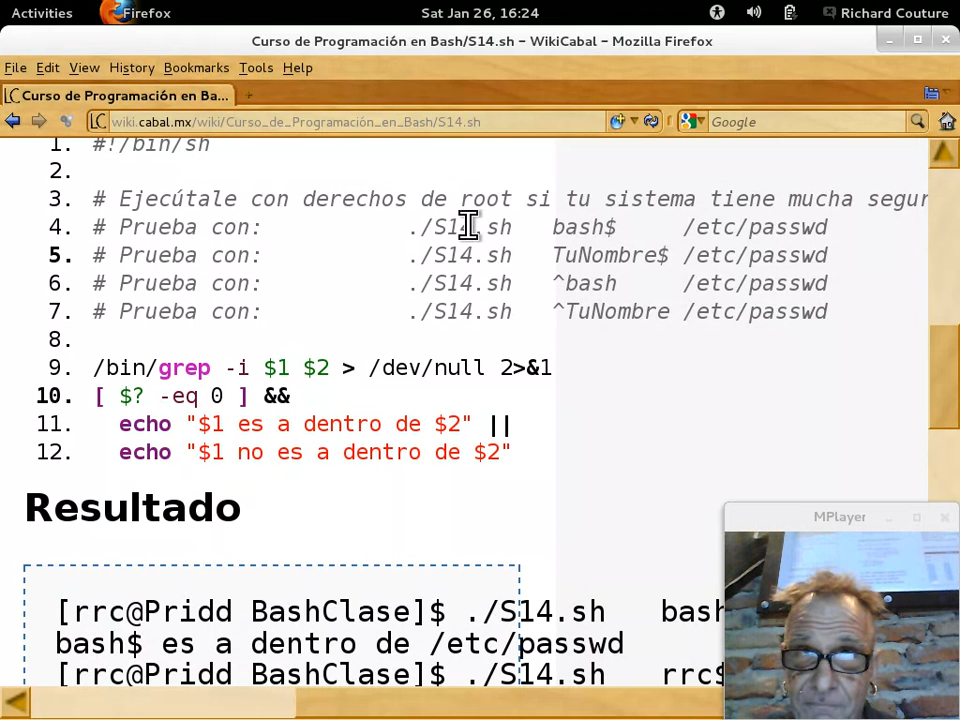 Activities Firefox Sat Jan 26, 16:24 Richard Couture
Curso de Programación en Bash/S14.sh – WikiCabal – Mozilla Firefox
File Edit View History Bookmarks Tools Help
Curso de Programación en Ba...
wiki.cabal.mx/wiki/Curso_de_Programación_en_Bash/S14.sh Google
1. #!/bin/sh
2.
3. # Ejecútale con derechos de root si tu sistema tiene mucha segur
4. # Prueba con: ./S14.sh bash$ /etc/passwd
5. # Prueba con: ./S14.sh TuNombre$ /etc/passwd
6. # Prueba con: ./S14.sh ^bash /etc/passwd
7. # Prueba con: ./S14.sh ^TuNombre /etc/passwd
8.
9. /bin/grep -i $1 $2 > /dev/null 2>&1
10. [ $? -eq 0 ] &&
11. echo "$1 es a dentro de $2" ||
12. echo "$1 no es a dentro de $2"
Resultado
MPlayer
[rrc@Pridd BashClase]$ ./S14.sh bash
bash$ es a dentro de /etc/passwd
[rrc@Pridd BashClase]$ ./S14.sh rrc$